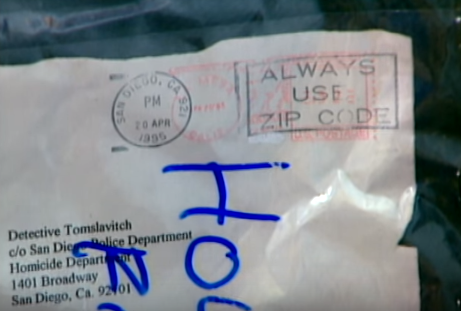 SAN DIEGO, CA 921
PM
20 APR
1995
ALWAYS
USE
ZIP CODE
Detective Tomslavitch
c/o San Diego Police Department
Homicide Department
1401 Broadway
San Diego, Ca. 92101